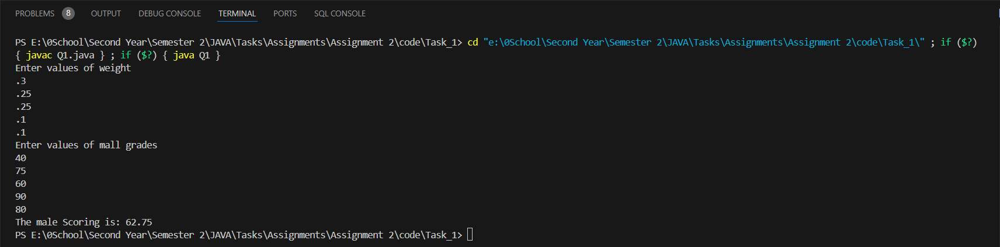 PROBLEMS 8 OUTPUT DEBUG CONSOLE TERMINAL PORTS SQL CONSOLE
PS E:\0School\Second Year\Semester 2\JAVA\Tasks\Assignments\Assignment 2\code\Task_1> cd "e:\0School\Second Year\Semester 2\JAVA\Tasks\Assignments\Assignment 2\code\Task_1\" ; if ($?)
{ javac Q1.java } ; if ($?) { java Q1 }
Enter values of weight
.3
.25
.25
.1
.1
Enter values of mall grades
40
75
60
90
80
The male Scoring is: 62.75
PS E:\0School\Second Year\Semester 2\JAVA\Tasks\Assignments\Assignment 2\code\Task_1>